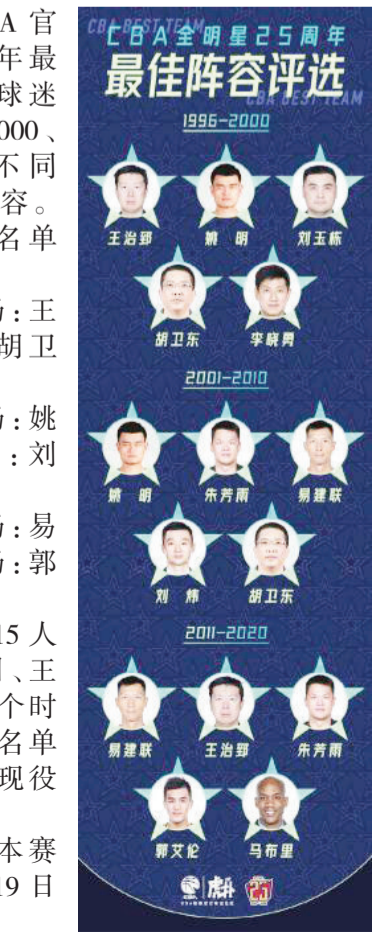 A 官
年 最
球 迷
000、
不 同
容。
名 单
:王
胡 卫
:姚
:刘
:易
:郭
15 人
、王
个 时
名 单
现 役
本 赛
19 日
CBA BEST TEAM
CBA全明星25周年
最佳阵容评选
CBA BEST TEAM
1996-2000
王治郅 姚 明 刘玉栋
胡卫东 李晓勇
2001-2010
姚 明 朱芳雨 易建联
刘 炜 胡卫东
2011-2020
易建联 王治郅 朱芳雨
郭艾伦 马布里
25